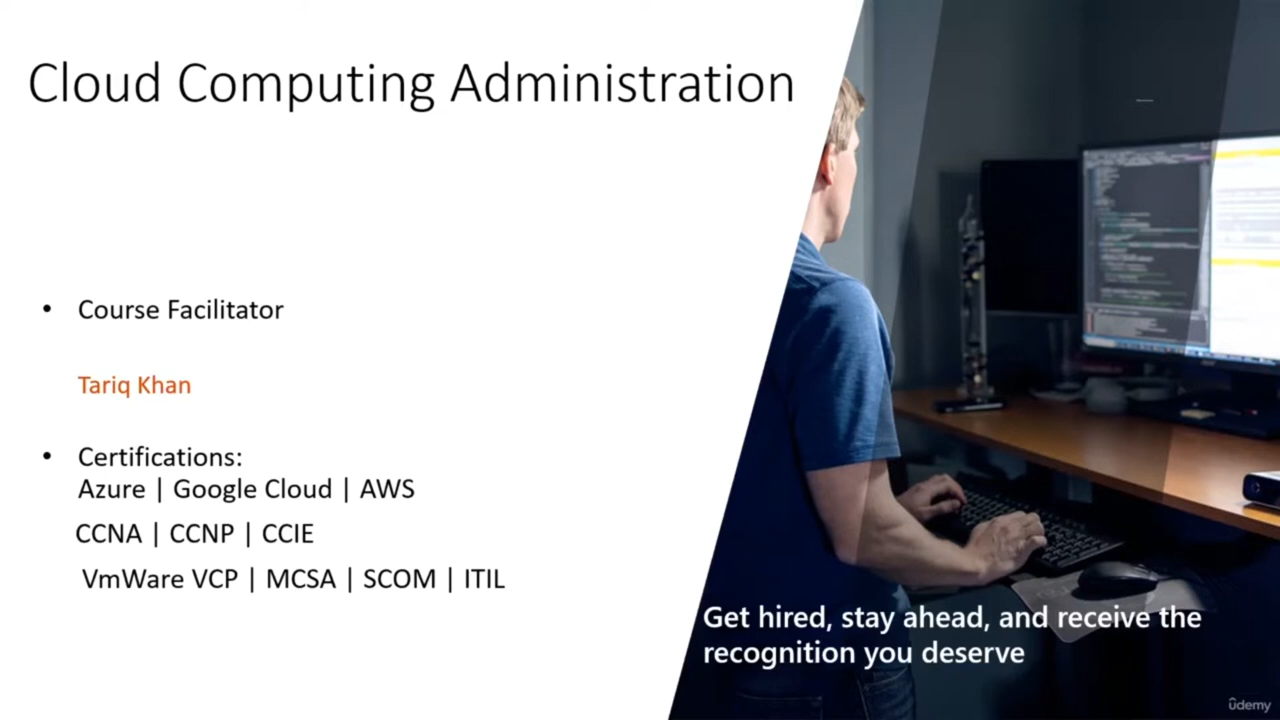 Cloud Computing Administration
• Course Facilitator
Tariq Khan
• Certifications:
Azure | Google Cloud | AWS
CCNA | CCNP | CCIE
VmWare VCP | MCSA | SCOM | ITIL
Get hired, stay ahead, and receive the
recognition you deserve
ûdemy